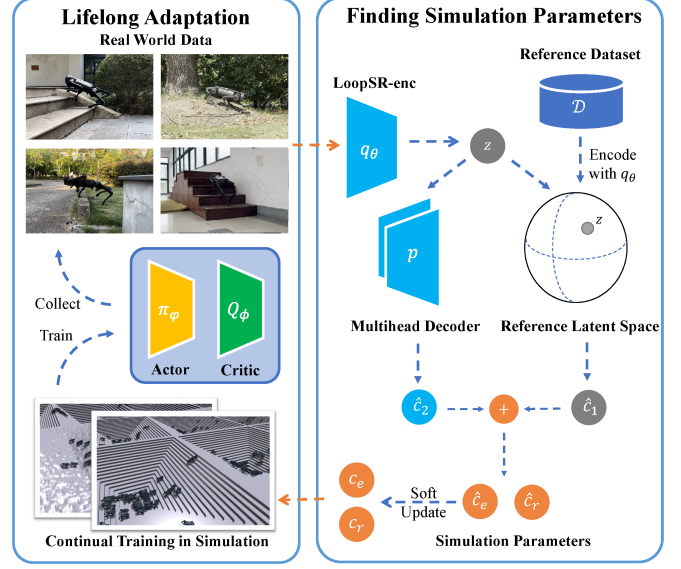 Lifelong Adaptation
Real World Data
Collect
Train
π_φ
Q_ϕ
Actor
Critic
Continual Training in Simulation
Finding Simulation Parameters
Reference Dataset
LoopSR-enc
𝒟
q_θ
z
Encode
with q_θ
z
p
Multihead Decoder
Reference Latent Space
ĉ_2
+
ĉ_1
c_e
c_r
Soft
Update
ĉ_e
ĉ_r
Simulation Parameters